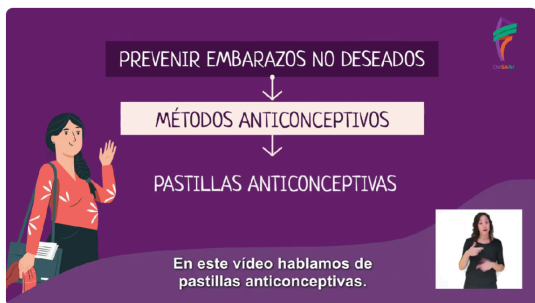 PREVENIR EMBARAZOS NO DESEADOS
MÉTODOS ANTICONCEPTIVOS
PASTILLAS ANTICONCEPTIVAS
En este vídeo hablamos de
pastillas anticonceptivas.